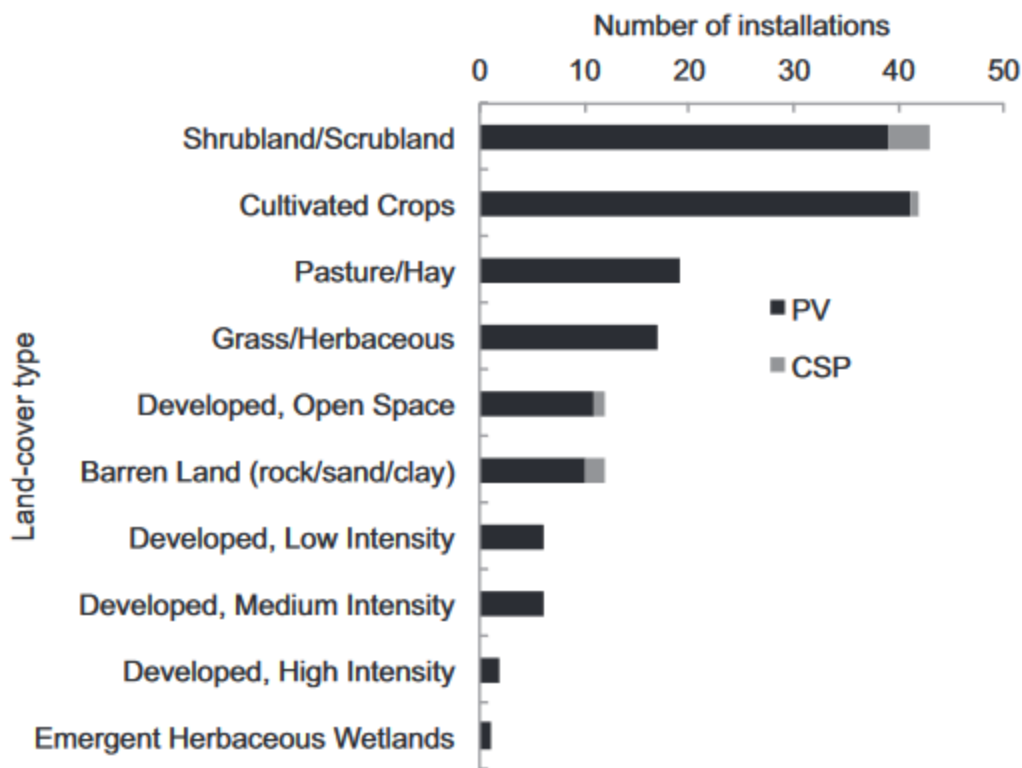 Number of installations
0 10 20 30 40 50
Shrubland/Scrubland
Cultivated Crops
Pasture/Hay
PV
Grass/Herbaceous
CSP
Developed, Open Space
Barren Land (rock/sand/clay)
Developed, Low Intensity
Developed, Medium Intensity
Developed, High Intensity
Emergent Herbaceous Wetlands
Land-cover type